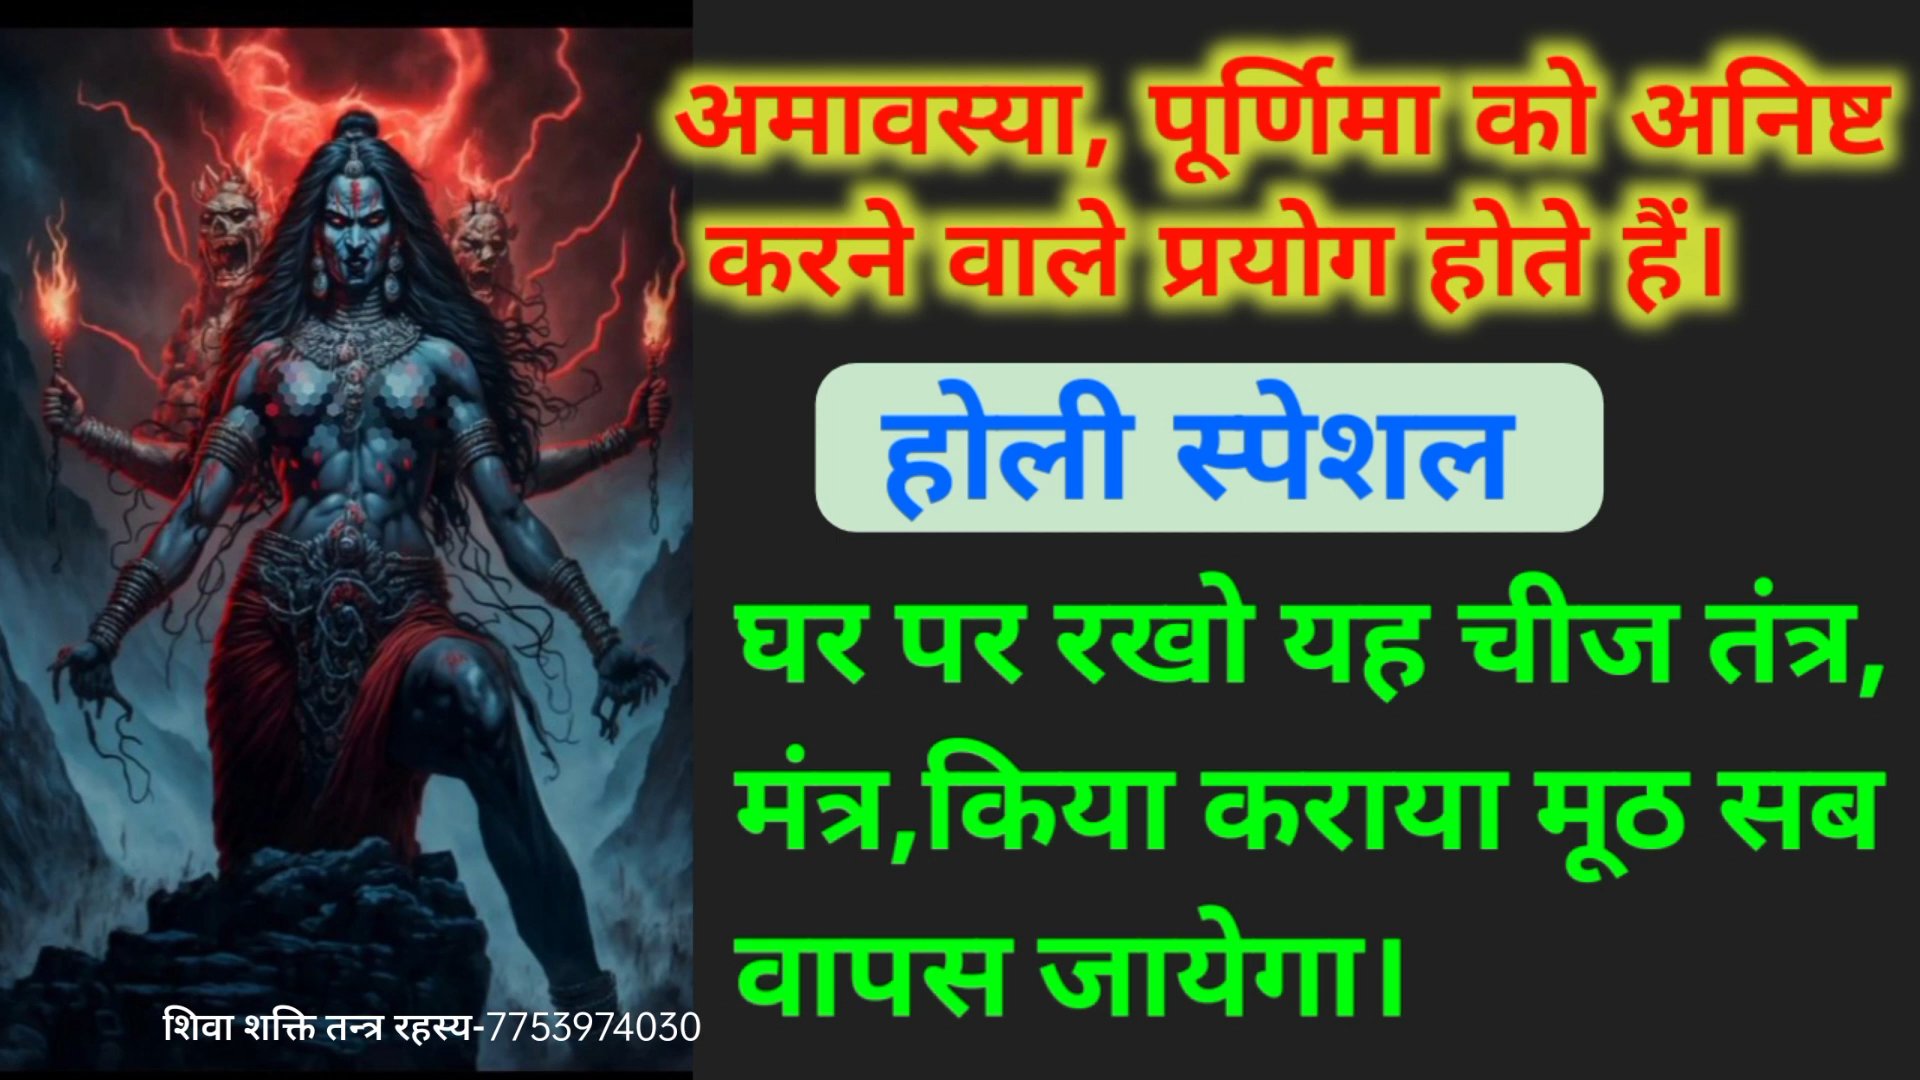 अमावस्या, पूर्णिमा को अनिष्ट
करने वाले प्रयोग होते हैं।
होली स्पेशल
घर पर रखो यह चीज तंत्र,
मंत्र,किया कराया मूठ सब
वापस जायेगा।
शिवा शक्ति तन्त्र रहस्य-7753974030